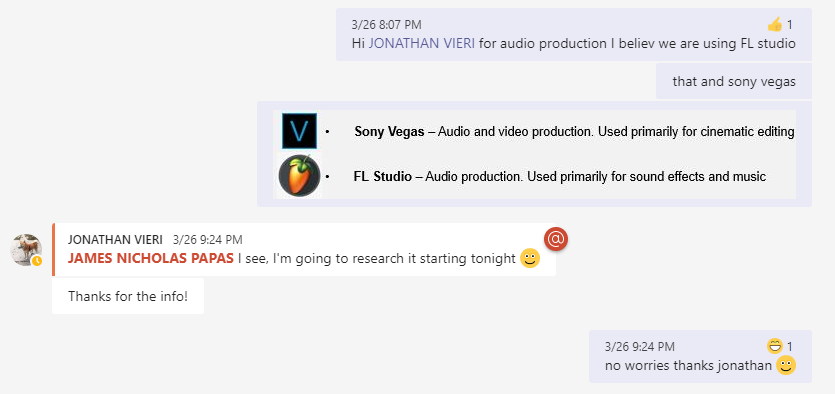 3/26 8:07 PM
1
Hi JONATHAN VIERI for audio production I believ we are using FL studio
that and sony vegas
V • Sony Vegas – Audio and video production. Used primarily for cinematic editing
• FL Studio – Audio production. Used primarily for sound effects and music
JONATHAN VIERI 3/26 9:24 PM
@
JAMES NICHOLAS PAPAS I see, I'm going to research it starting tonight
Thanks for the info!
3/26 9:24 PM
1
no worries thanks jonathan